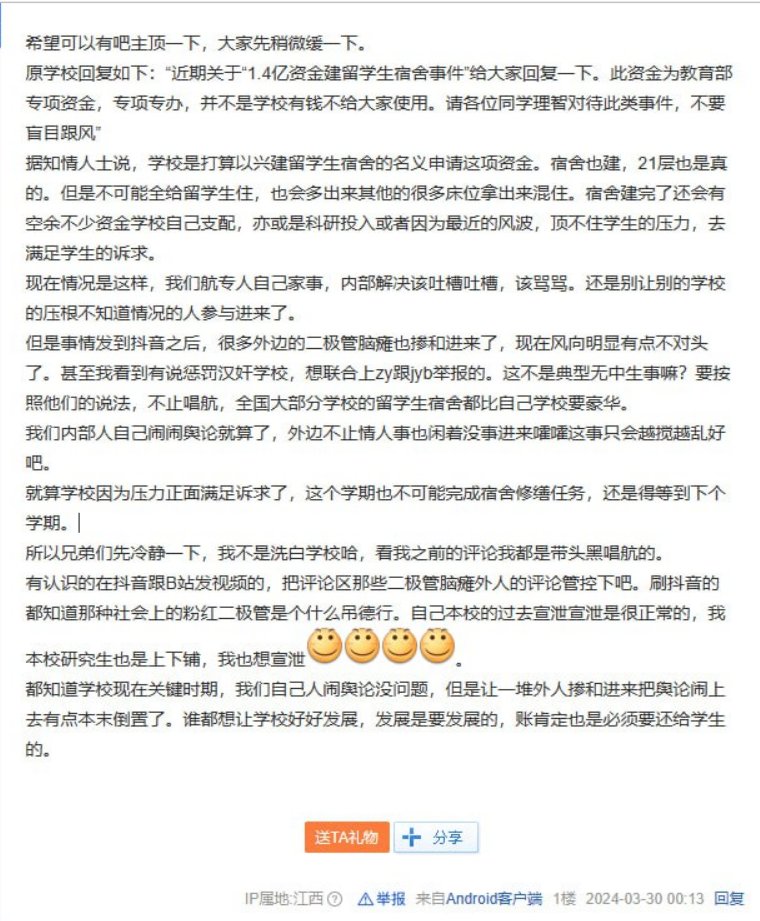 希望可以有吧主顶一下，大家先稍微缓一下。
原学校回复如下：“近期关于“1.4亿资金建留学生宿舍事件”给大家回复一下。此资金为教育部
专项资金，专项专办，并不是学校有钱不给大家使用。请各位同学理智对待此类事件，不要
盲目跟风”
据知情人士说，学校是打算以兴建留学生宿舍的名义申请这项资金。宿舍也建，21层也是真
的。但是不可能全给留学生住，也会多出来其他的很多床位拿出来混住。宿舍建完了还会有
空余不少资金学校自己支配，亦或是科研投入或者因为最近的风波，顶不住学生的压力，去
满足学生的诉求。
现在情况是这样，我们航专人自己家事，内部解决该吐槽吐槽，该骂骂。还是别让别的学校
的压根不知道情况的人参与进来了。
但是事情发到抖音之后，很多外边的二极管脑瘫也掺和进来了，现在风向明显有点不对头
了。甚至我看到有说惩罚汉奸学校，想联合上zy跟jyb举报的。这不是典型无中生事嘛？要按
照他们的说法，不止唱航，全国大部分学校的留学生宿舍都比自己学校要豪华。
我们内部人自己闹闹舆论就算了，外边不止情人事也闲着没事进来嚯嚯这事只会越搅越乱好
吧。
就算学校因为压力正面满足诉求了，这个学期也不可能完成宿舍修缮任务，还是得等到下个
学期。
所以兄弟们先冷静一下，我不是洗白学校哈，看我之前的评论我都是带头黑唱航的。
有认识的在抖音跟B站发视频的，把评论区那些二极管脑瘫外人的评论管控下吧。刷抖音的
都知道那种社会上的粉红二极管是个什么吊德行。自己本校的过去宣泄宣泄是很正常的，我
本校研究生也是上下铺，我也想宣泄。
都知道学校现在关键时期，我们自己人闹舆论没问题，但是让一堆外人掺和进来把舆论闹上
去有点本末倒置了。谁都想让学校好好发展，发展是要发展的，账肯定也是必须要还给学生
的。
送TA礼物 分享
IP属地:江西 举报 来自Android客户端 1楼 2024-03-30 00:13 回复